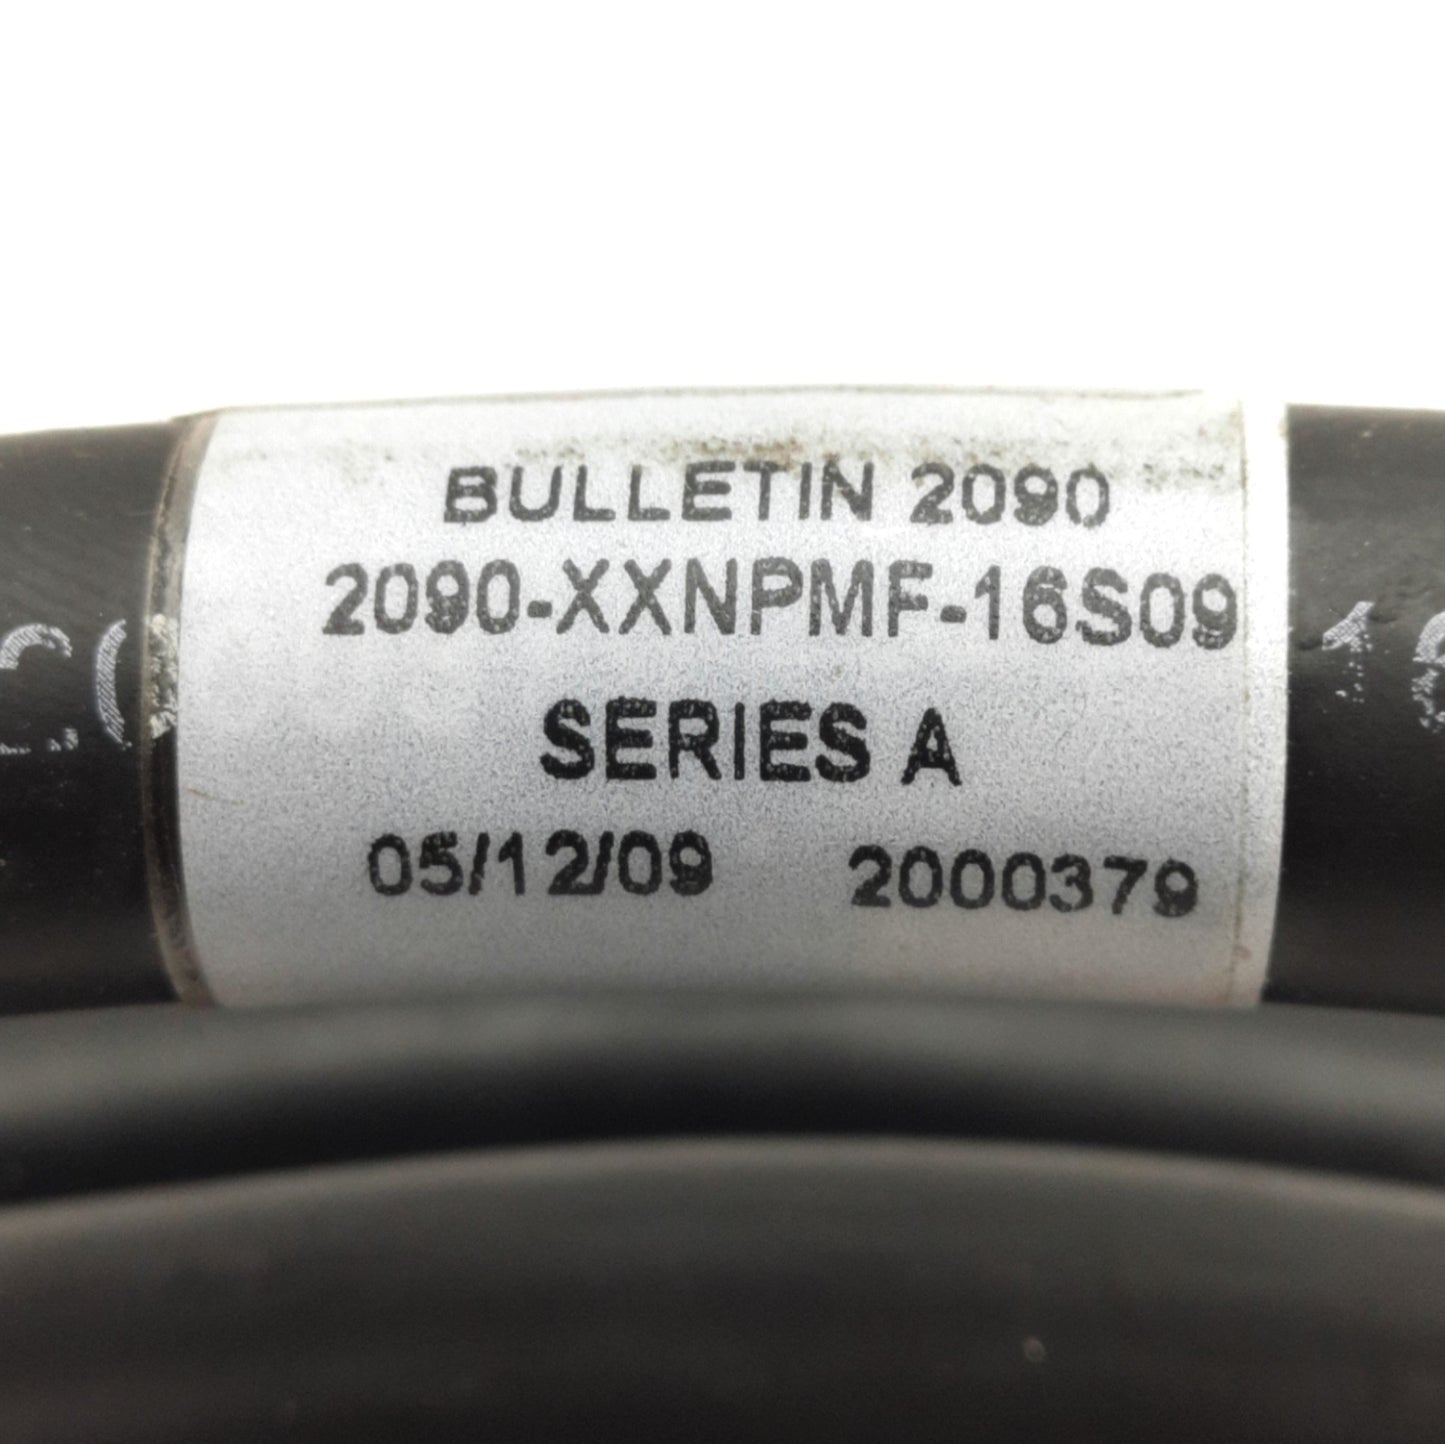 BULLETIN 2090
2090-XXNPMF-16S09
SERIES A
05/12/09 2000379